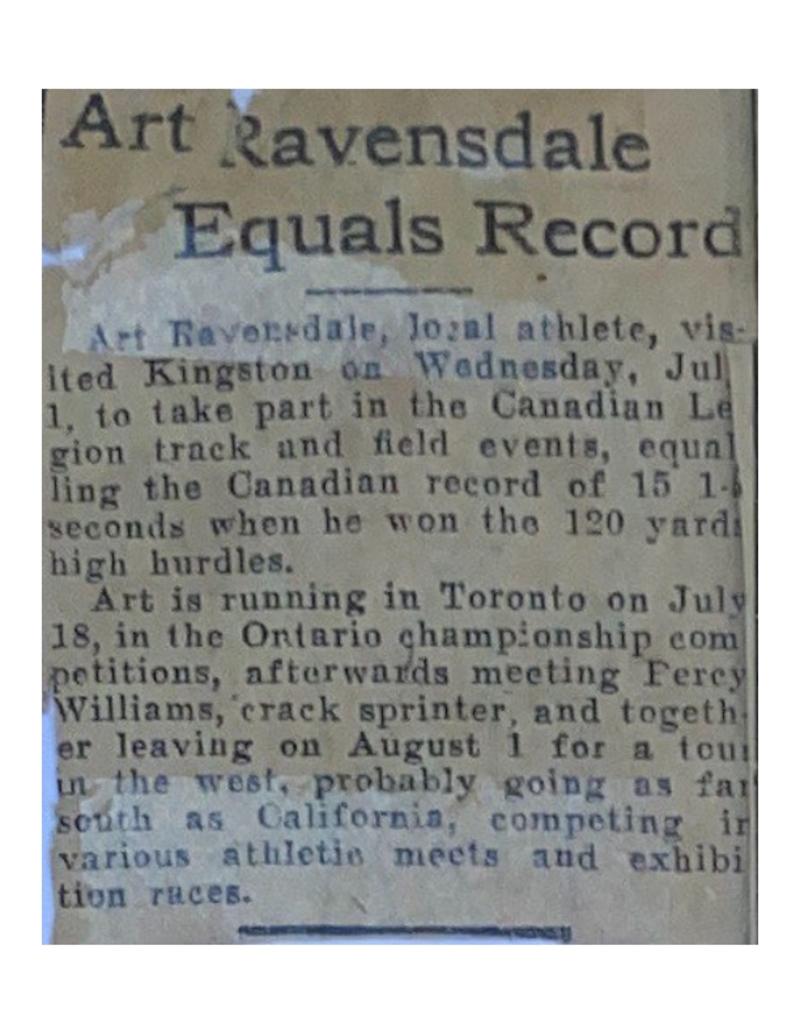 Art Ravensdale
Equals Record
Art Ravensdale, local athlete, vis-
ited Kingston on Wednesday, Jul
1, to take part in the Canadian Le
gion track and field events, equal
ling the Canadian record of 15 1-
seconds when he won the 120 yards
high hurdles.
Art is running in Toronto on July
18, in the Ontario championship com
petitions, afterwards meeting Percy
Williams, crack sprinter, and togeth-
er leaving on August 1 for a tour
in the west, probably going as far
south as California, competing in
various athletic meets and exhibi
tion races.